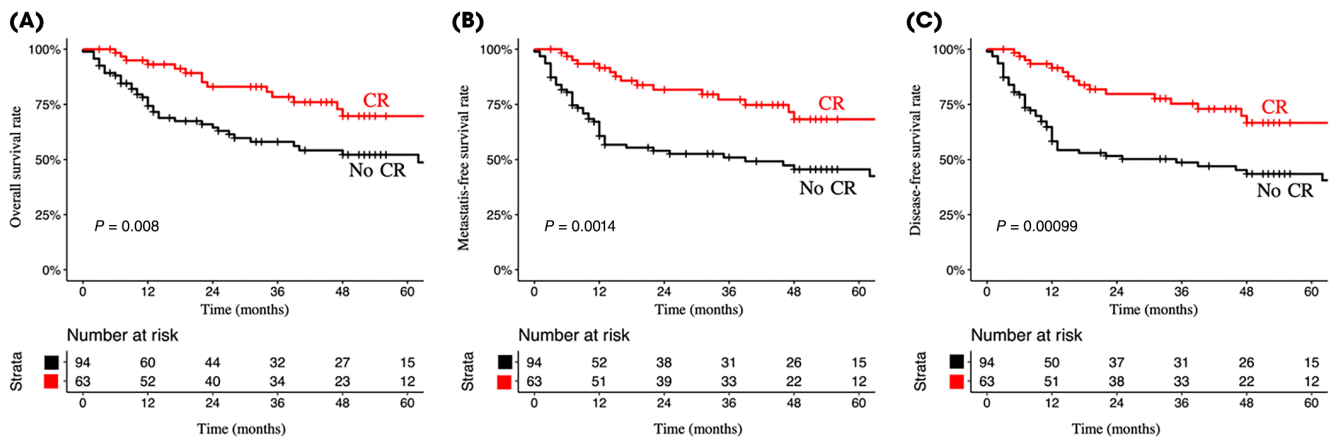 (A)
Overall survival rate
100%
75%
50%
25%
0%
CR
No CR
P = 0.008
0 12 24 36 48 60
Time (months)
Number at risk
Strata
94 60 44 32 27 15
63 52 40 34 23 12
0 12 24 36 48 60
Time (months)
(B)
Metastatis-free survival rate
100%
75%
50%
25%
0%
CR
No CR
P = 0.0014
0 12 24 36 48 60
Time (months)
Number at risk
Strata
94 52 38 31 26 15
63 51 39 33 22 12
0 12 24 36 48 60
Time (months)
(C)
Disease-free survival rate
100%
75%
50%
25%
0%
CR
No CR
P = 0.00099
0 12 24 36 48 60
Time (months)
Number at risk
Strata
94 50 37 31 26 15
63 51 38 33 22 12
0 12 24 36 48 60
Time (months)